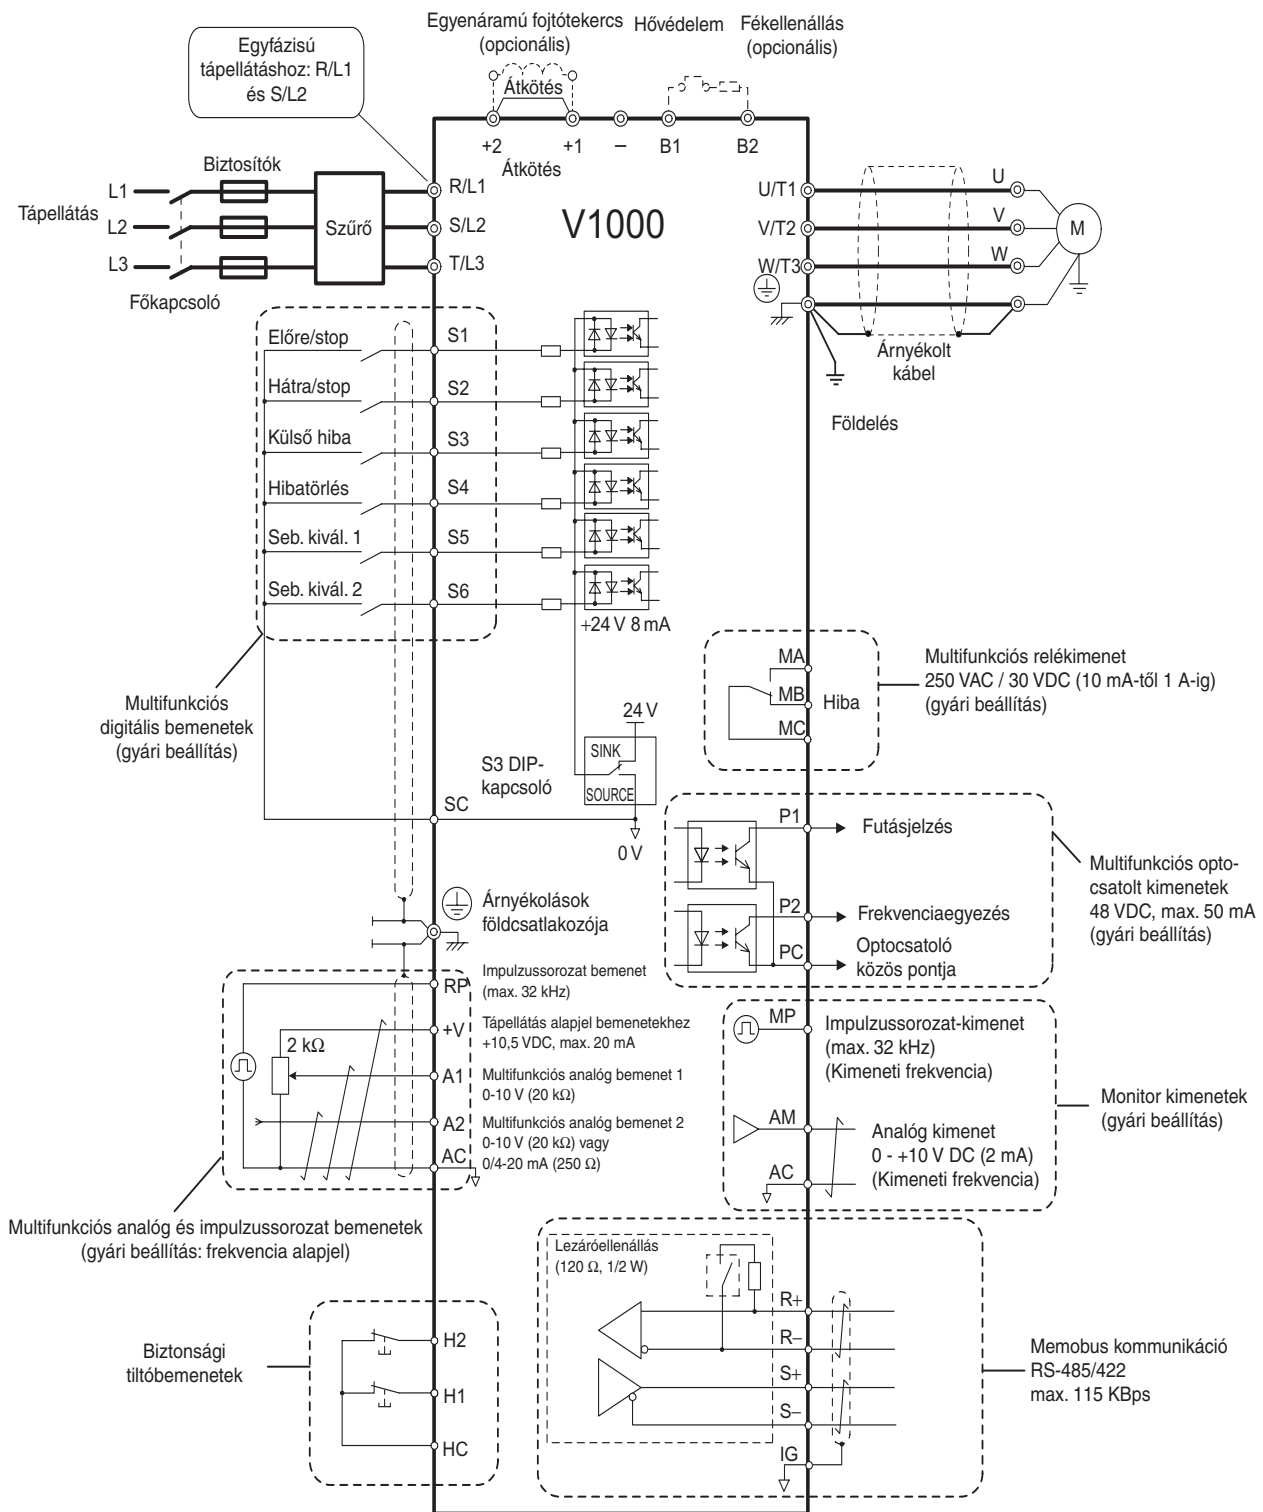 Egyenáramú fojtótekercs
(opcionális)
Hővédelem
Fékellenállás
(opcionális)
Egyfázisú
tápellátáshoz: R/L1
és S/L2
Átkötés
+2
+1
–
B1
B2
Átkötés
Tápellátás
L1
L2
L3
Biztosítók
Szűrő
Főkapcsoló
R/L1
S/L2
T/L3
V1000
U/T1
V/T2
W/T3
U
V
W
M
Árnyékolt
kábel
Földelés
Előre/stop
S1
Hátra/stop
S2
Külső hiba
S3
Hibatörlés
S4
Seb. kivál. 1
S5
Seb. kivál. 2
S6
+24 V 8 mA
Multifunkciós
digitális bemenetek
(gyári beállítás)
24 V
SINK
SOURCE
S3 DIP-
kapcsoló
SC
0 V
MA
MB
MC
Hiba
Multifunkciós relékimenet
250 VAC / 30 VDC (10 mA-től 1 A-ig)
(gyári beállítás)
P1
Futásjelzés
P2
Frekvenciaegyezés
PC
Optocsatoló
közös pontja
Multifunkciós opto-
csatolt kimenetek
48 VDC, max. 50 mA
(gyári beállítás)
Árnyékolások
földcsatlakozója
RP
Impulzussorozat bemenet
(max. 32 kHz)
+V
Tápellátás alapjel bemenetekhez
+10,5 VDC, max. 20 mA
2 kΩ
A1
Multifunkciós analóg bemenet 1
0-10 V (20 kΩ)
A2
Multifunkciós analóg bemenet 2
0-10 V (20 kΩ) vagy
0/4-20 mA (250 Ω)
AC
Multifunkciós analóg és impulzussorozat bemenetek
(gyári beállítás: frekvencia alapjel)
MP
Impulzussorozat-kimenet
(max. 32 kHz)
(Kimeneti frekvencia)
AM
Analóg kimenet
0 - +10 V DC (2 mA)
(Kimeneti frekvencia)
AC
Monitor kimenetek
(gyári beállítás)
Lezáróellenállás
(120 Ω, 1/2 W)
R+
R–
S+
S–
IG
Memobus kommunikáció
RS-485/422
max. 115 KBps
Biztonsági
tiltóbemenetek
H2
H1
HC